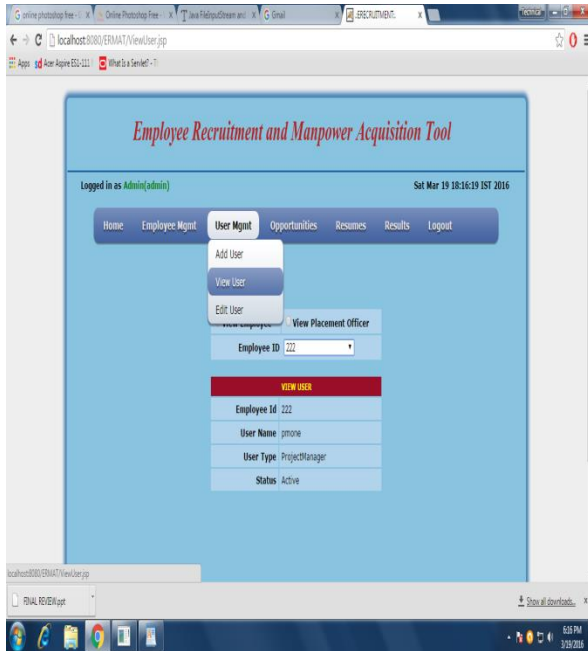 online photoshop free - Online Photoshop Free - Java FileInputStream and Gmail .:ERECRUITMENT:.
localhost:8080/ERMAT/ViewUser.jsp
Apps Acer Aspire ES1-111 What Is a Servlet? -
Employee Recruitment and Manpower Acquisition Tool
Logged in as Admin(admin) Sat Mar 19 18:16:19 IST 2016
Home Employee Mgmt User Mgmt Opportunities Resumes Results Logout
Add User
View User
Edit User
View Employee View Placement Officer
Employee ID 222
VIEW USER
Employee Id 222
User Name pmone
User Type ProjectManager
Status Active
localhost:8080/ERMAT/ViewUser.jsp
FINAL REVIEW.ppt Show all downloads...
6:16 PM
3/19/2016